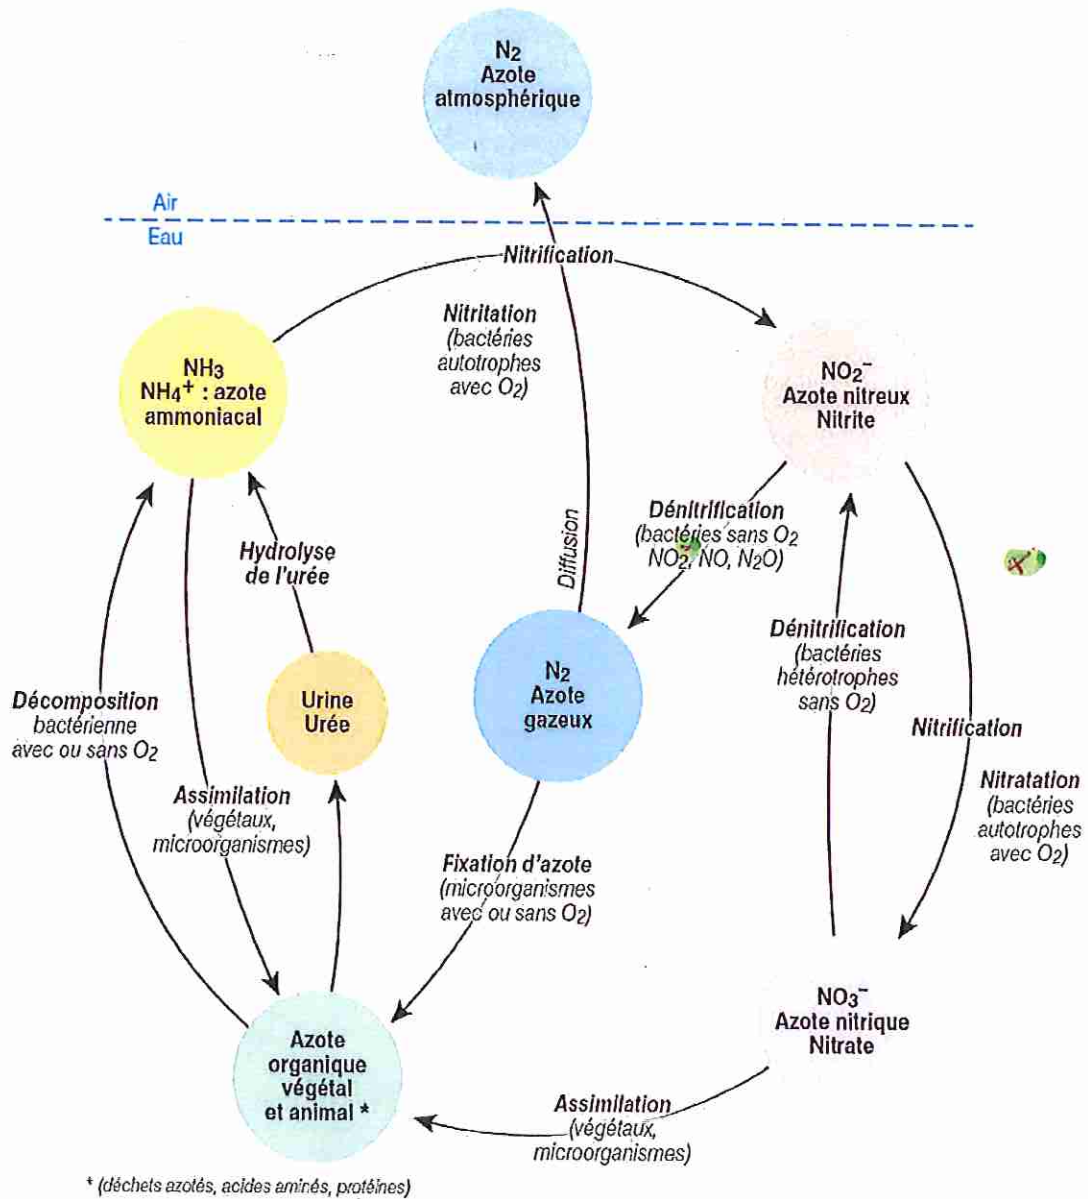 N2
Azote
atmosphérique
Air
Eau
Nitrification
Nitritation
(bactéries
autotrophes
avec O2)
NH3
NH4+ : azote
ammoniacal
NO2−
Azote nitreux
Nitrite
Dénitrification
(bactéries sans O2
NO2, NO, N2O)
Diffusion
Hydrolyse
de l'urée
Dénitrification
(bactéries
hétérotrophes
sans O2)
N2
Azote
gazeux
Urine
Urée
Décomposition
bactérienne
avec ou sans O2
Nitrification
Nitratation
(bactéries
autotrophes
avec O2)
Assimilation
(végétaux,
microorganismes)
Fixation d'azote
(microorganismes
avec ou sans O2)
NO3−
Azote nitrique
Nitrate
Azote
organique
végétal
et animal *
Assimilation
(végétaux,
microorganismes)
* (déchets azotés, acides aminés, protéines)